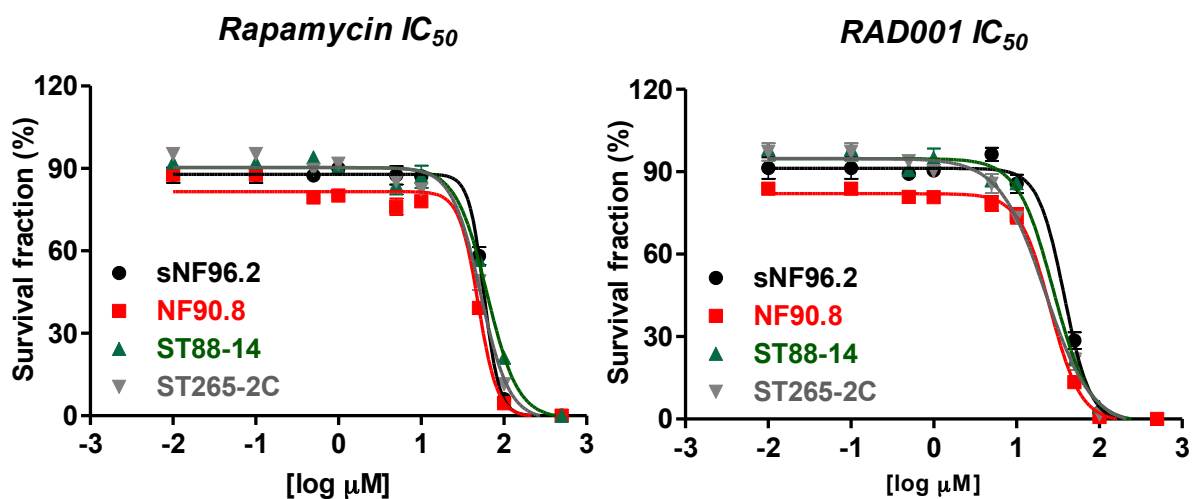 Rapamycin IC50
Survival fraction (%)
120
90
60
30
0
sNF96.2
NF90.8
ST88-14
ST265-2C
-3 -2 -1 0 1 2 3
[log μM]
RAD001 IC50
Survival fraction (%)
120
90
60
30
0
sNF96.2
NF90.8
ST88-14
ST265-2C
-3 -2 -1 0 1 2 3
[log μM]